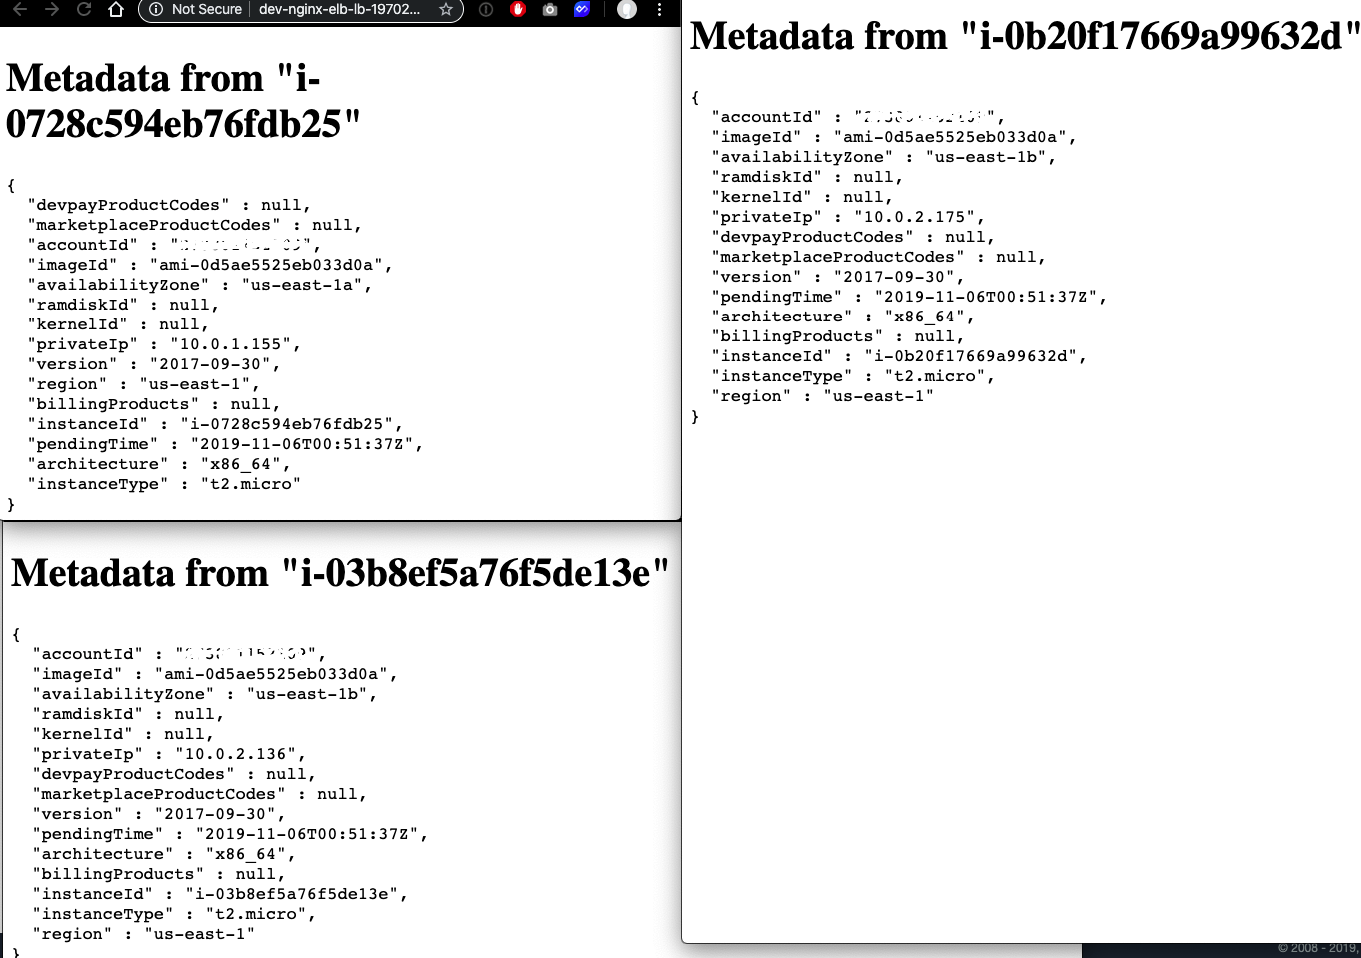 Not Secure | dev-nginx-elb-lb-19702...
Metadata from "i-
0728c594eb76fdb25"
{
"devpayProductCodes" : null,
"marketplaceProductCodes" : null,
"accountId" :
"imageId" : "ami-0d5ae5525eb033d0a",
"availabilityZone" : "us-east-1a",
"ramdiskId" : null,
"kernelId" : null,
"privateIp" : "10.0.1.155",
"version" : "2017-09-30",
"region" : "us-east-1",
"billingProducts" : null,
"instanceId" : "i-0728c594eb76fdb25",
"pendingTime" : "2019-11-06T00:51:37Z",
"architecture" : "x86_64",
"instanceType" : "t2.micro"
}
Metadata from "i-03b8ef5a76f5de13e"
{
"accountId" :
"imageId" : "ami-0d5ae5525eb033d0a",
"availabilityZone" : "us-east-1b",
"ramdiskId" : null,
"kernelId" : null,
"privateIp" : "10.0.2.136",
"devpayProductCodes" : null,
"marketplaceProductCodes" : null,
"version" : "2017-09-30",
"pendingTime" : "2019-11-06T00:51:37Z",
"architecture" : "x86_64",
"billingProducts" : null,
"instanceId" : "i-03b8ef5a76f5de13e",
"instanceType" : "t2.micro",
"region" : "us-east-1"
}
Metadata from "i-0b20f17669a99632d"
{
"accountId" :
"imageId" : "ami-0d5ae5525eb033d0a",
"availabilityZone" : "us-east-1b",
"ramdiskId" : null,
"kernelId" : null,
"privateIp" : "10.0.2.175",
"devpayProductCodes" : null,
"marketplaceProductCodes" : null,
"version" : "2017-09-30",
"pendingTime" : "2019-11-06T00:51:37Z",
"architecture" : "x86_64",
"billingProducts" : null,
"instanceId" : "i-0b20f17669a99632d",
"instanceType" : "t2.micro",
"region" : "us-east-1"
}
© 2008 - 2019,